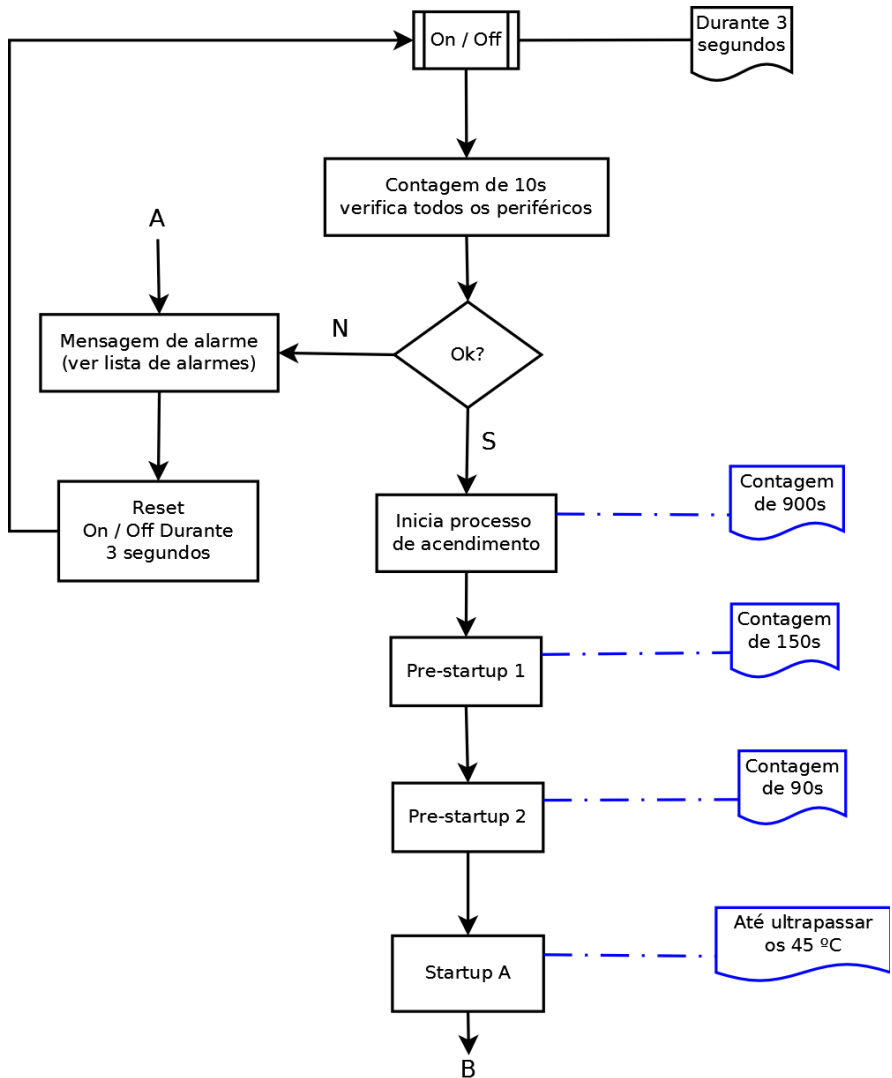 On / Off
Durante 3
segundos
Contagem de 10s
verifica todos os periféricos
A
Mensagem de alarme
(ver lista de alarmes)
N
Ok?
S
Reset
On / Off Durante
3 segundos
Inicia processo
de acendimento
Contagem
de 900s
Pre-startup 1
Contagem
de 150s
Pre-startup 2
Contagem
de 90s
Startup A
Até ultrapassar
os 45 ºC
B